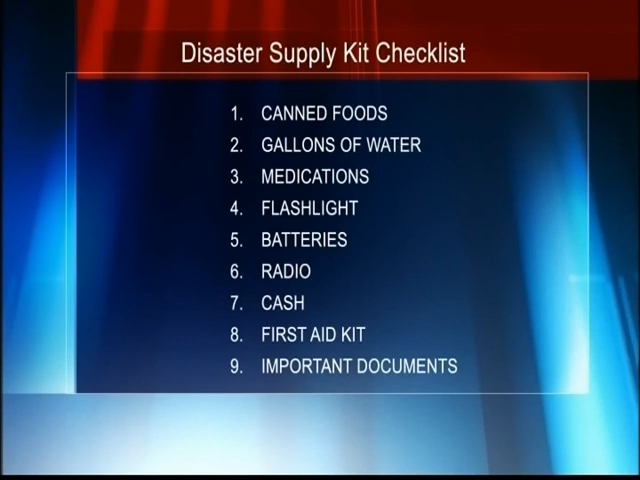 Disaster Supply Kit Checklist
1. CANNED FOODS
2. GALLONS OF WATER
3. MEDICATIONS
4. FLASHLIGHT
5. BATTERIES
6. RADIO
7. CASH
8. FIRST AID KIT
9. IMPORTANT DOCUMENTS